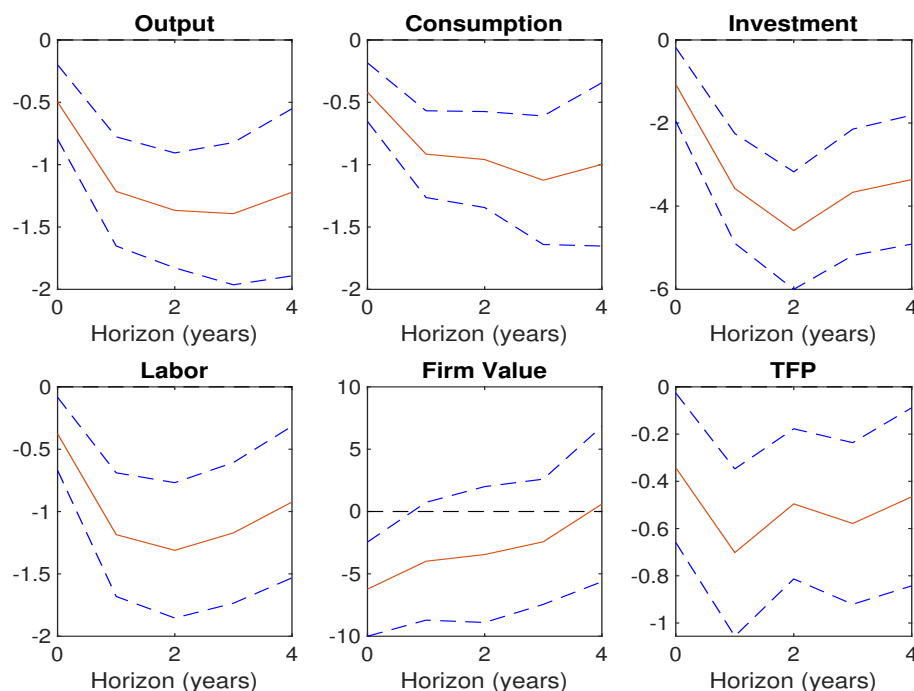 Output
0
-0.5
-1
-1.5
-2
0 2 4
Horizon (years)
Consumption
0
-0.5
-1
-1.5
-2
0 2 4
Horizon (years)
Investment
0
-2
-4
-6
0 2 4
Horizon (years)
Labor
0
-0.5
-1
-1.5
-2
0 2 4
Horizon (years)
Firm Value
10
5
0
-5
-10
0 2 4
Horizon (years)
TFP
0
-0.2
-0.4
-0.6
-0.8
-1
0 2 4
Horizon (years)